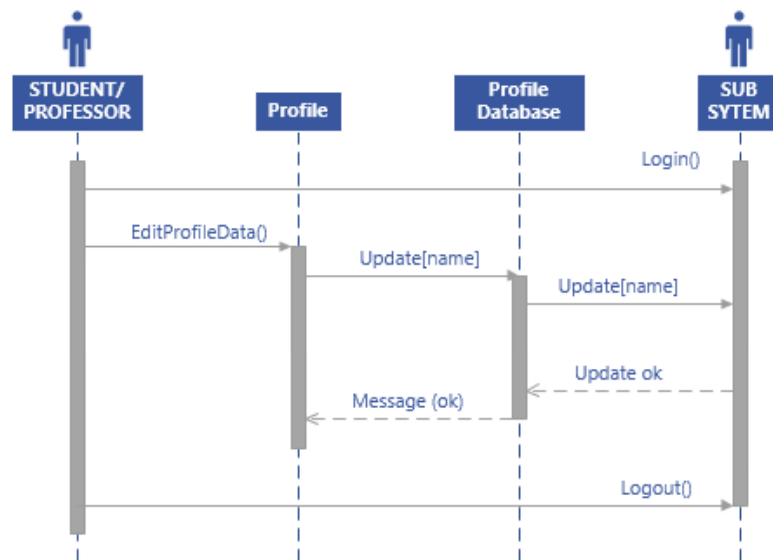 STUDENT/
PROFESSOR
Profile
Profile
Database
SUB
SYTEM
Login()
EditProfileData()
Update[name]
Update[name]
Update ok
Message (ok)
Logout()